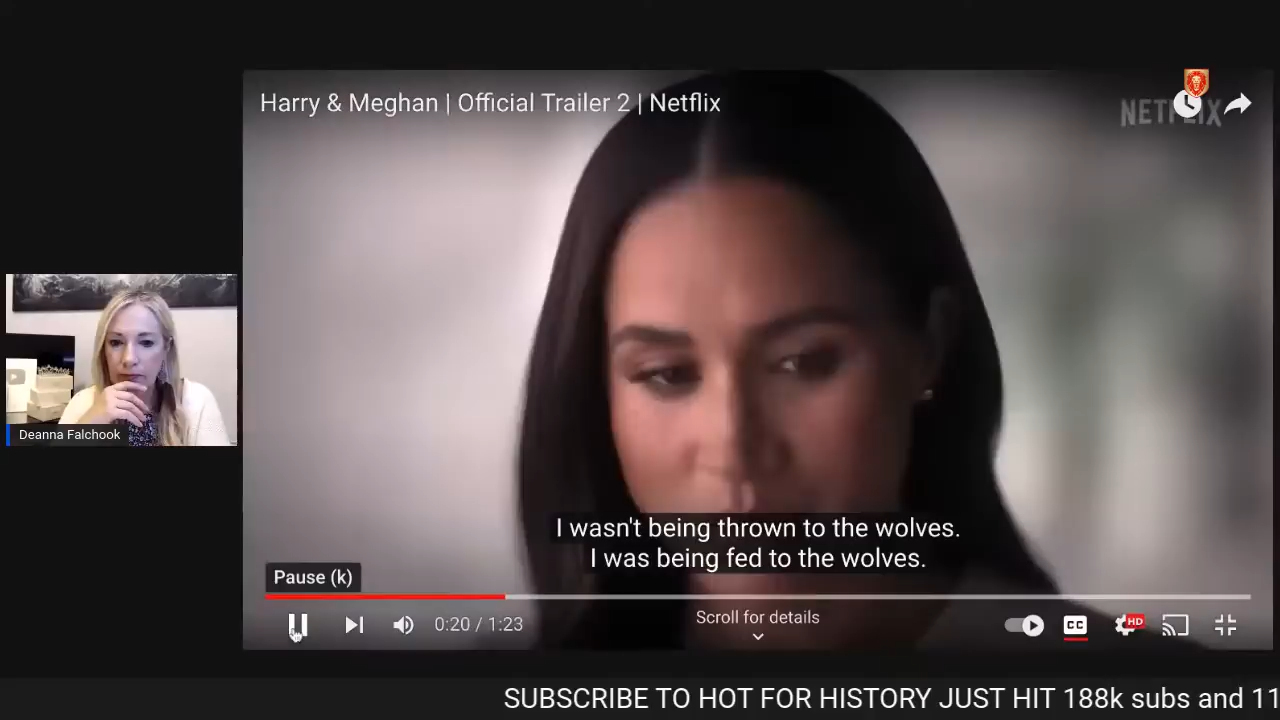 Harry & Meghan | Official Trailer 2 | Netflix
NETFLIX
Deanna Falchook
I wasn't being thrown to the wolves.
I was being fed to the wolves.
Pause (k)
0:20 / 1:23
Scroll for details
CC
HD
SUBSCRIBE TO HOT FOR HISTORY JUST HIT 188k subs and 11